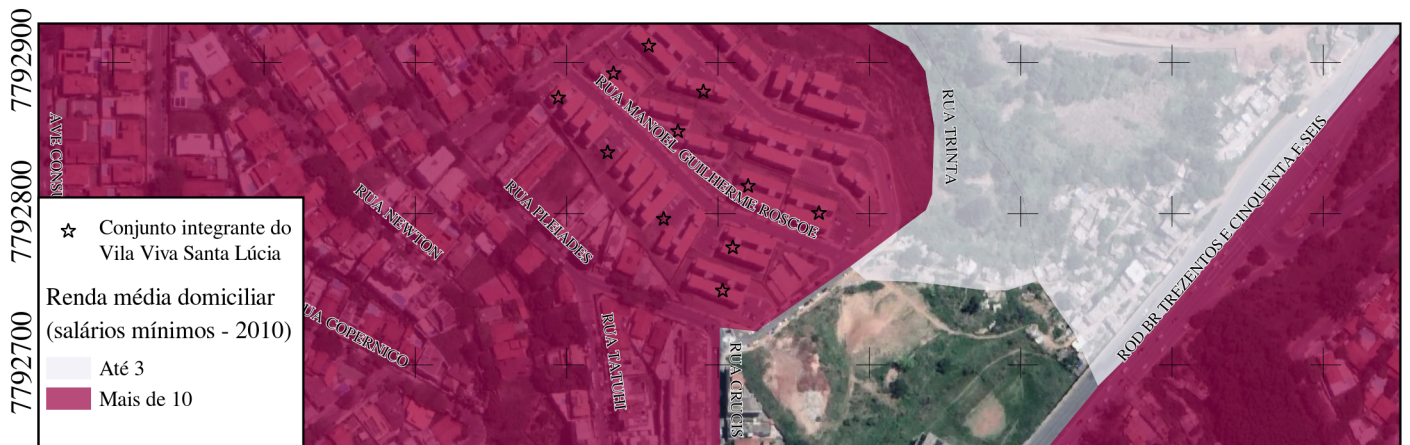 7792900
7792800
7792700
AVE CONSU
RUA MANOEL GUILHERME ROSCOE
RUA TRINTA
ROD BR TREZENTOS E CINQUENTA E SEIS
RUA NEWTON
RUA PLEIADES
RUA COPERNICO
RUA TATUHI
RUA CRUCIS
Conjunto integrante do
Vila Viva Santa Lúcia
Renda média domiciliar
(salários mínimos - 2010)
Até 3
Mais de 10